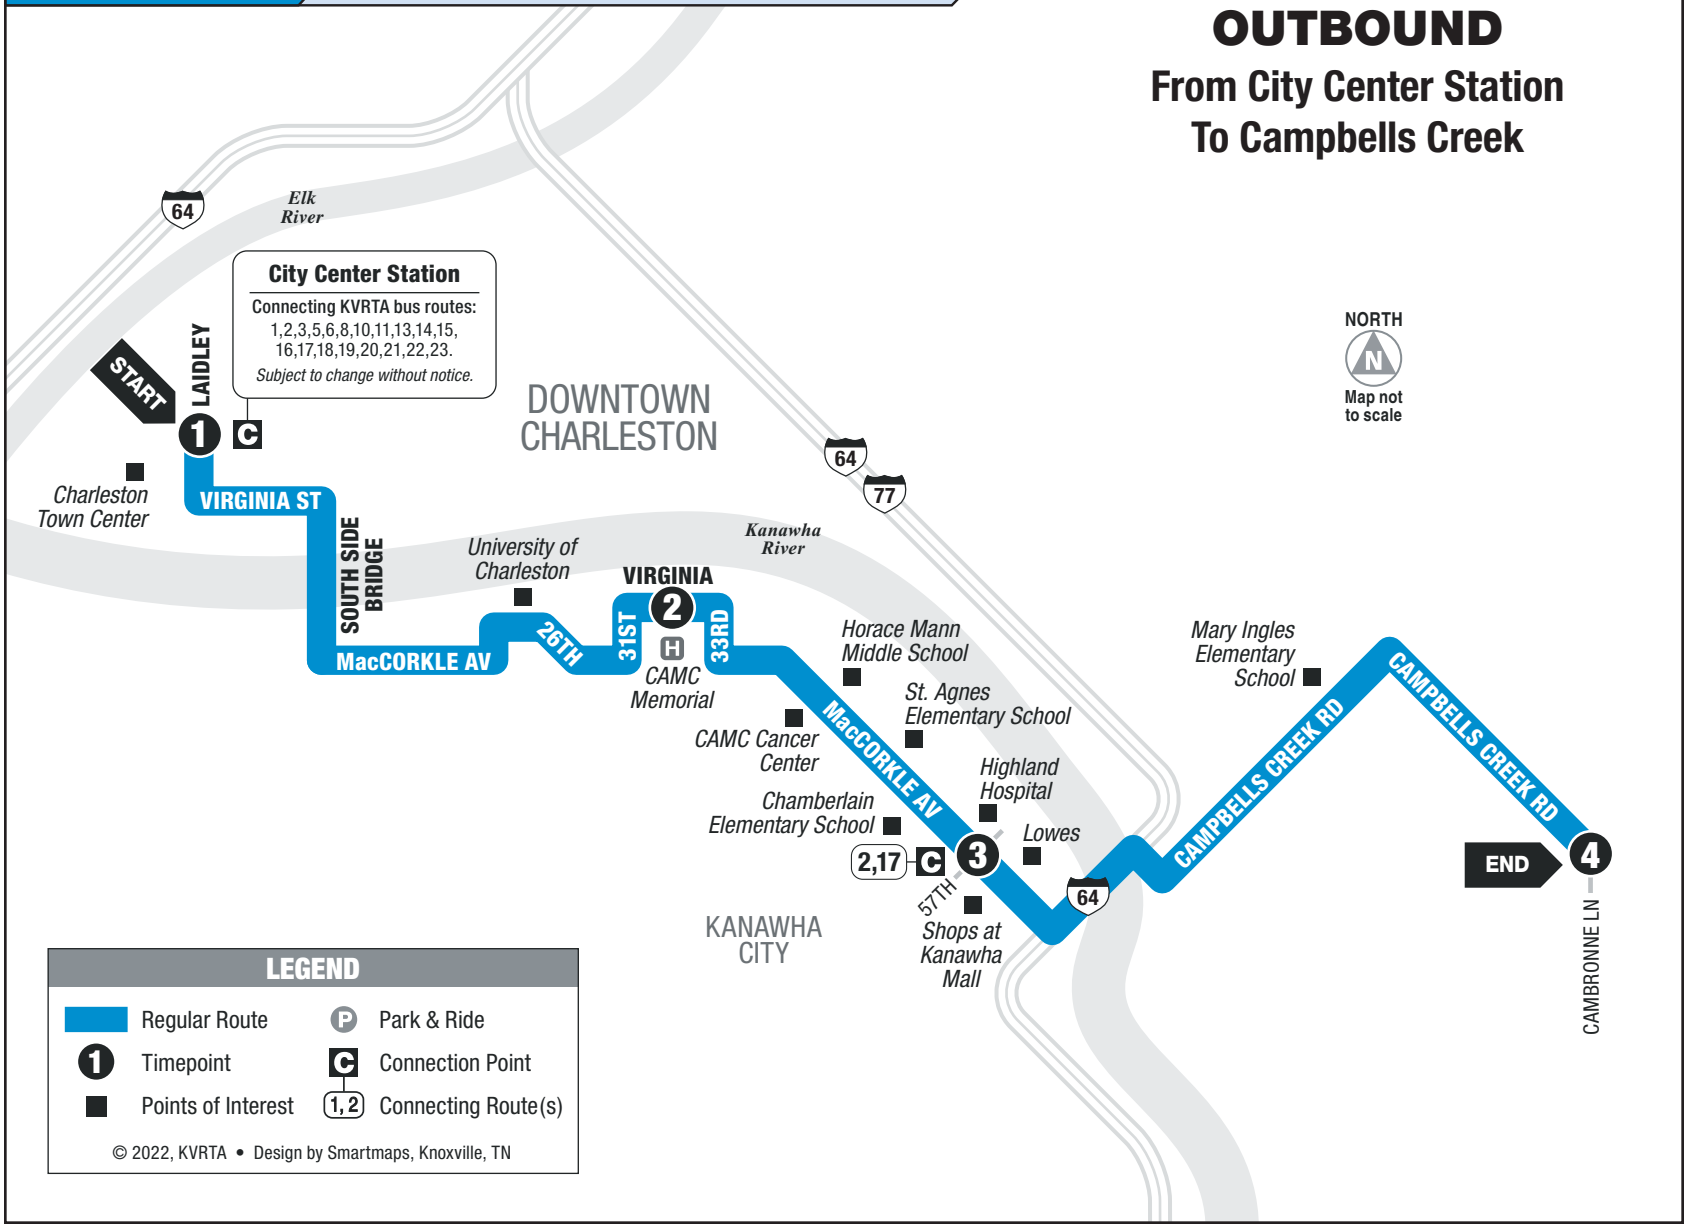 OUTBOUND
From City Center Station
To Campbells Creek
64
Elk
River
City Center Station
Connecting KVRTA bus routes:
1,2,3,5,6,8,10,11,13,14,15,
16,17,18,19,20,21,22,23.
Subject to change without notice.
START
LAIDLEY
1
C
Charleston
Town Center
VIRGINIA ST
DOWNTOWN
CHARLESTON
NORTH
N
Map not
to scale
64
77
Kanawha
River
SOUTH SIDE
BRIDGE
University of
Charleston
MacCORKLE AV
26TH
31ST
VIRGINIA
2
33RD
H
CAMC
Memorial
Horace Mann
Middle School
St. Agnes
Elementary School
CAMC Cancer
Center
MacCORKLE AV
Highland
Hospital
Chamberlain
Elementary School
Lowes
2,17
C
3
57TH
Shops at
Kanawha
Mall
KANAWHA
CITY
64
Mary Ingles
Elementary
School
CAMPBELLS CREEK RD
CAMPBELLS CREEK RD
END
4
CAMBRONNE LN
LEGEND
Regular Route
P
Park & Ride
1
Timepoint
C
Connection Point
Points of Interest
1, 2
Connecting Route(s)
© 2022, KVRTA • Design by Smartmaps, Knoxville, TN